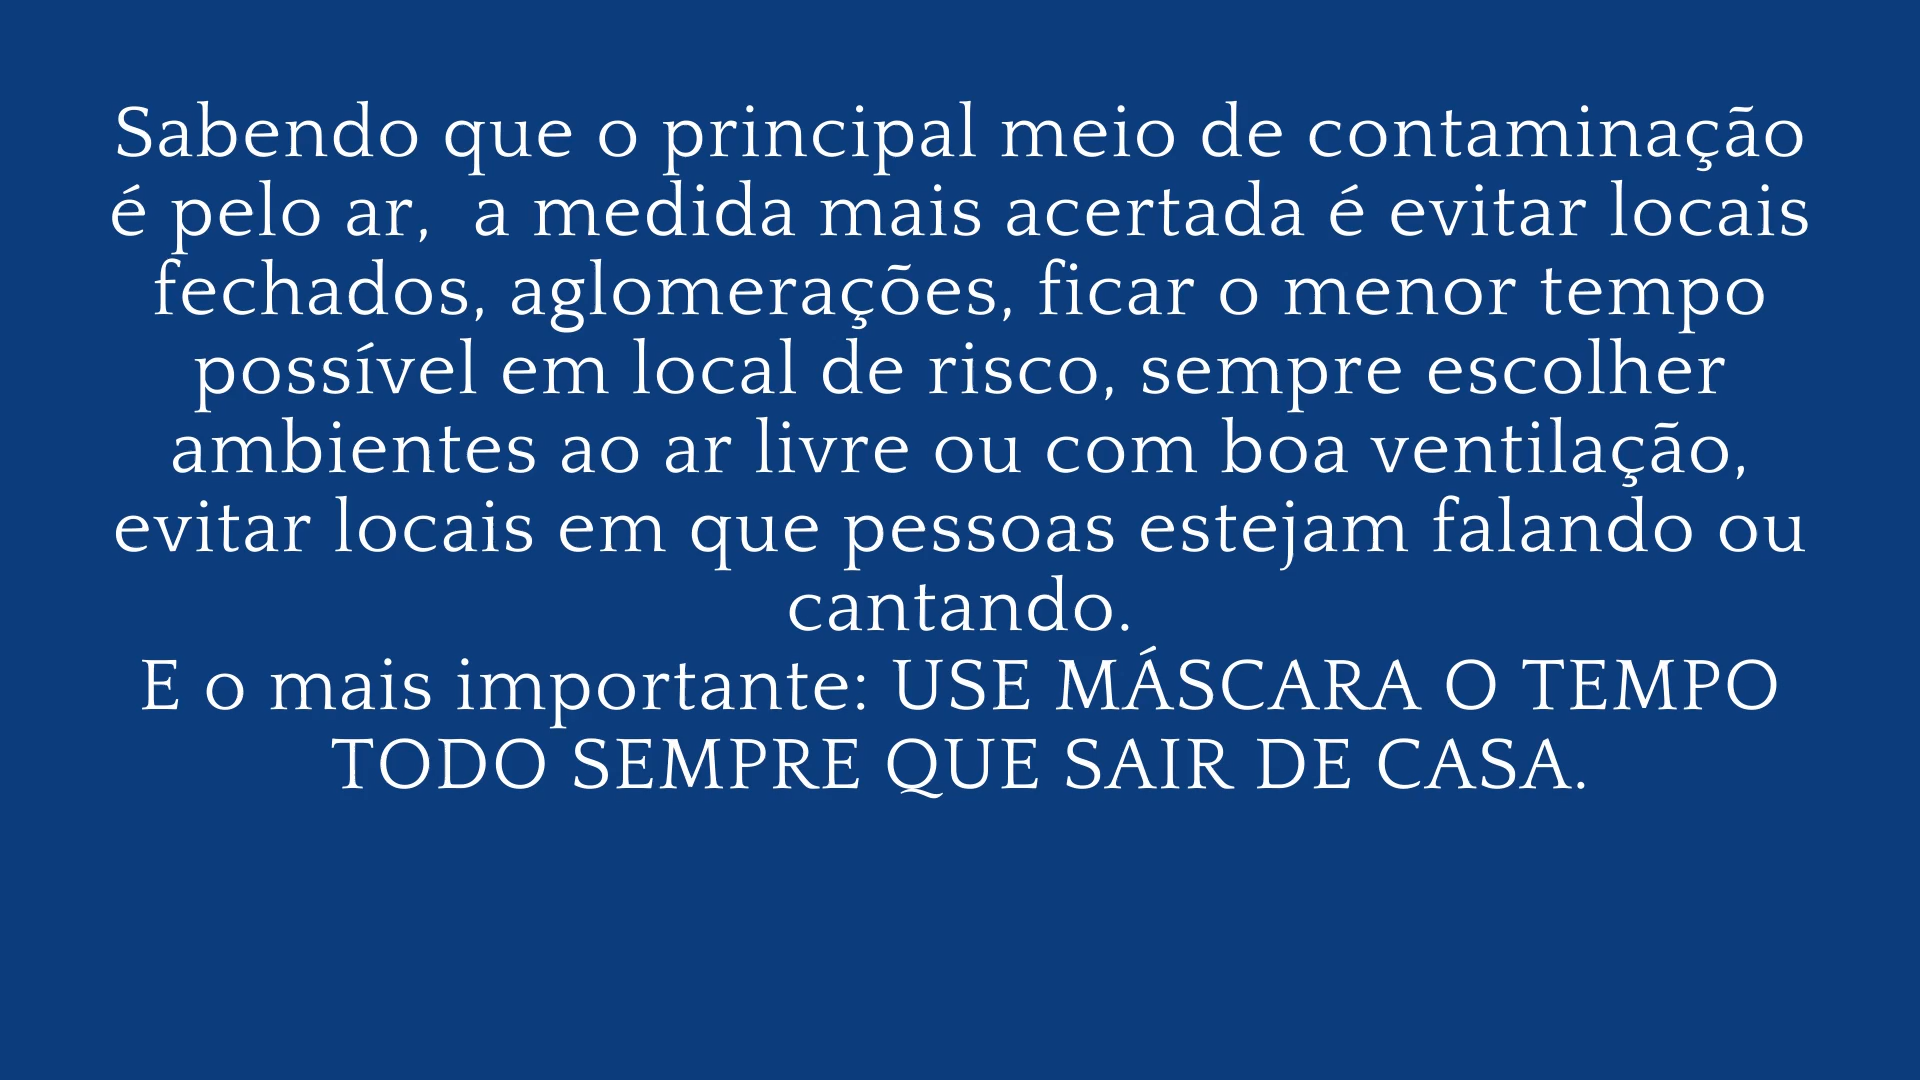 Sabendo que o principal meio de contaminação
é pelo ar,  a medida mais acertada é evitar locais
fechados, aglomerações, ficar o menor tempo
possível em local de risco, sempre escolher
ambientes ao ar livre ou com boa ventilação,
evitar locais em que pessoas estejam falando ou
cantando.
E o mais importante: USE MÁSCARA O TEMPO
TODO SEMPRE QUE SAIR DE CASA.